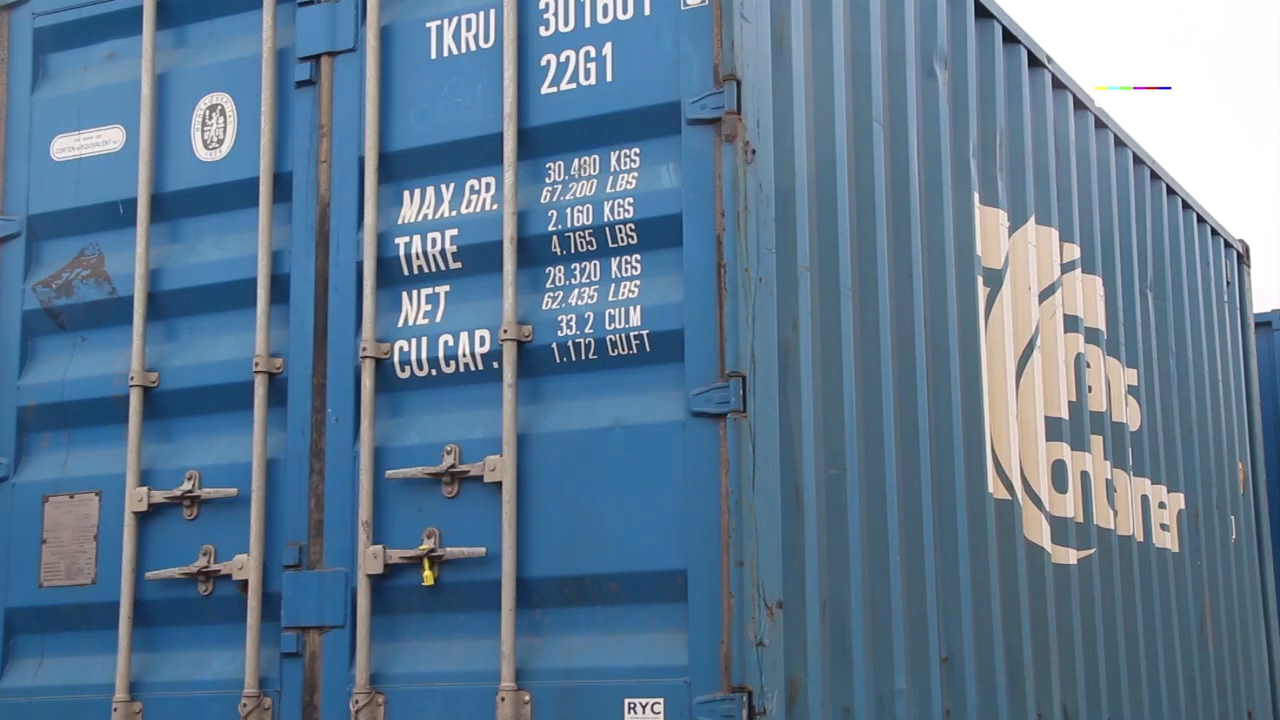 TKRU 301601
22G1
MAX.GR. 30.480 KGS
67.200 LBS
TARE 2.160 KGS
4.765 LBS
NET 28.320 KGS
62.435 LBS
CU.CAP. 33.2 CU.M
1.172 CU.FT
Trans
Container
RYC